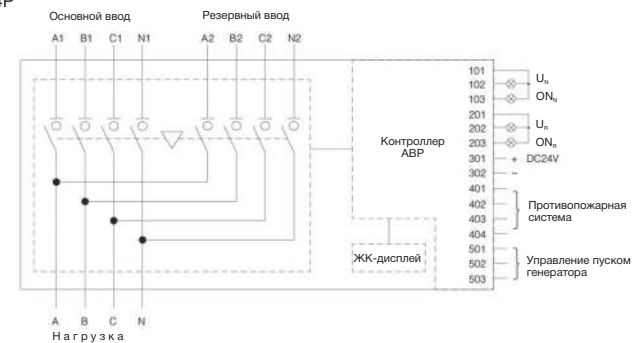 4P
Основной ввод Резервный ввод
A1 B1 C1 N1 A2 B2 C2 N2
Контроллер
АВР
ЖК-дисплей
101
102
103
201
202
203
301 + DC24V
302 –
401
402
403
404
501
502
503
UN
ONN
UR
ONR
Противопожарная
система
Управление пуском
генератора
A B C N
Нагрузка